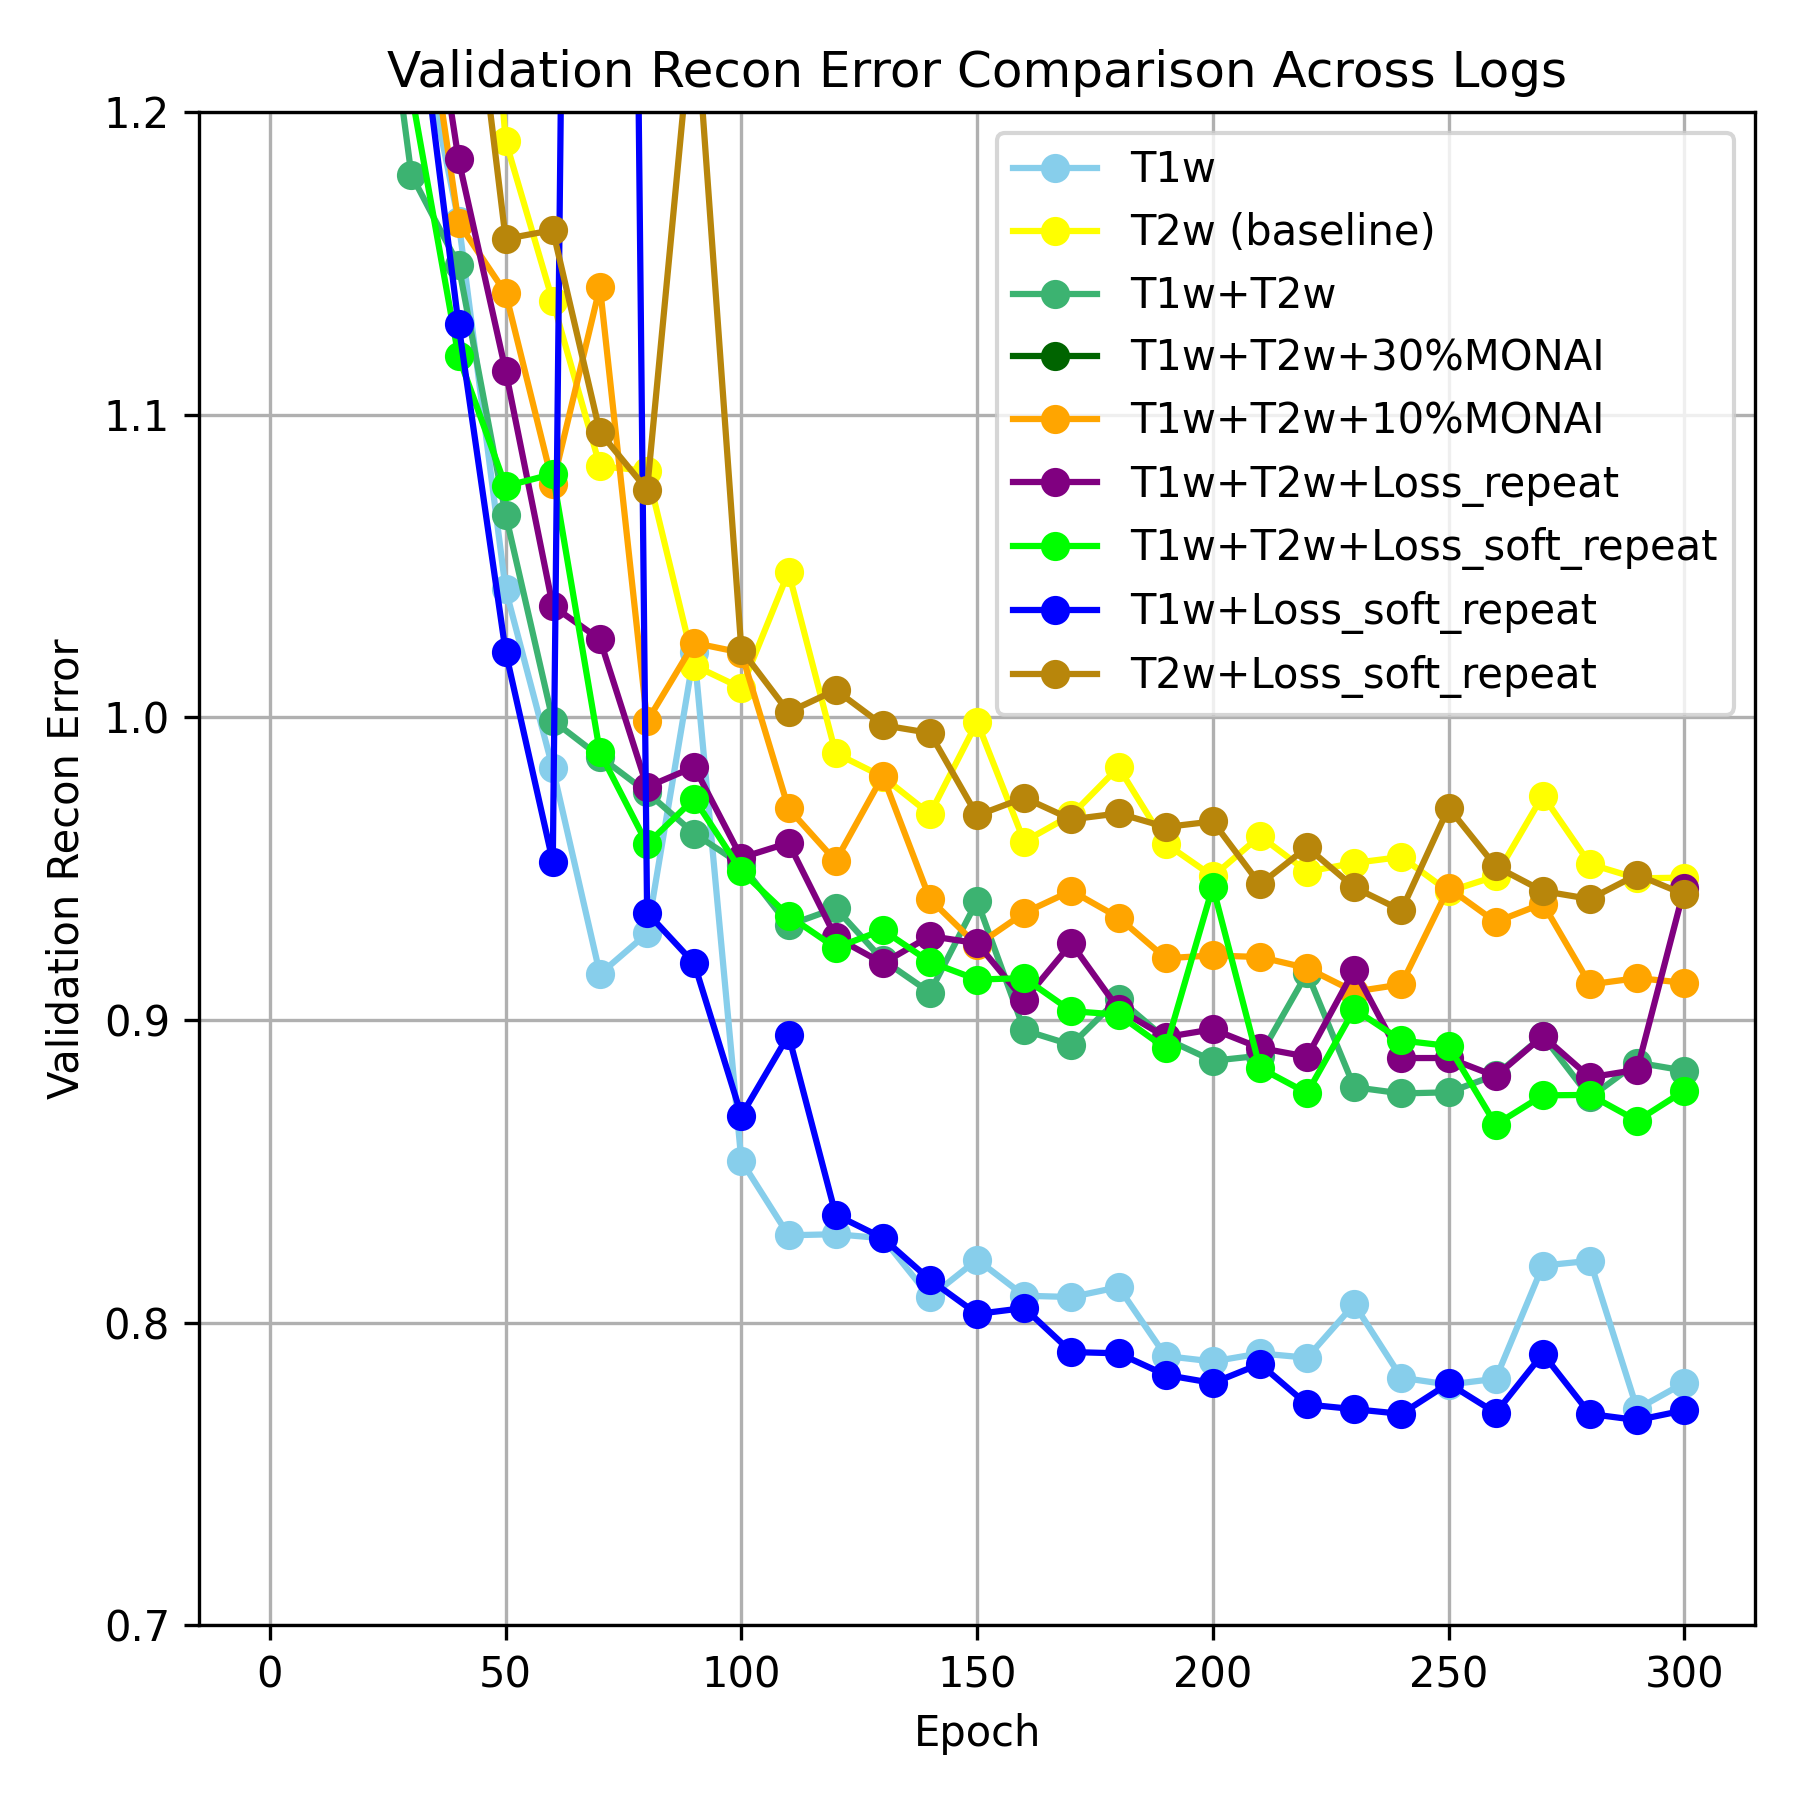 Validation Recon Error Comparison Across Logs
1.2
1.1
1.0
0.9
0.8
0.7
Validation Recon Error
T1w
T2w (baseline)
T1w+T2w
T1w+T2w+30%MONAI
T1w+T2w+10%MONAI
T1w+T2w+Loss_repeat
T1w+T2w+Loss_soft_repeat
T1w+Loss_soft_repeat
T2w+Loss_soft_repeat
0 50 100 150 200 250 300
Epoch